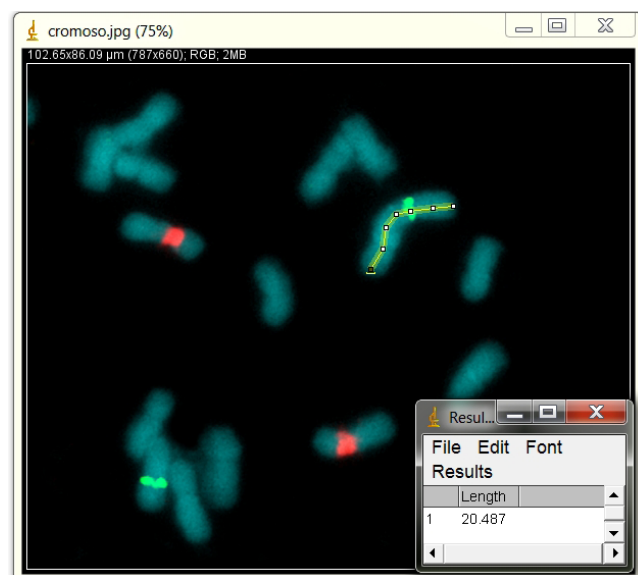 cromoso.jpg (75%)
102.65x86.09 µm (787x660); RGB; 2MB
Resul...
File Edit Font
Results
Length
1 20.487